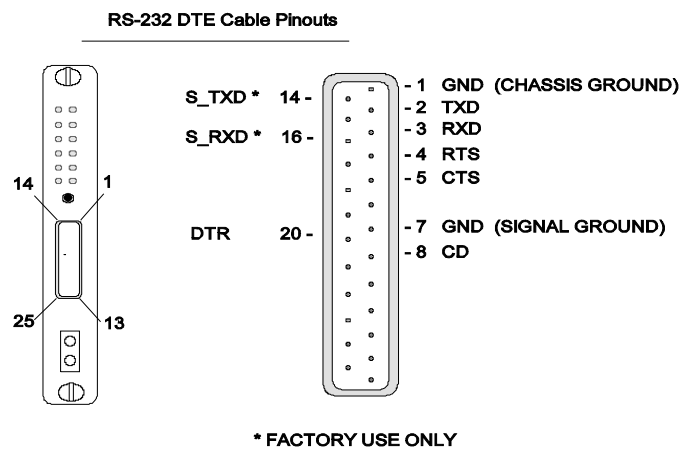 RS-232 DTE Cable Pinouts
S_TXD * 14 -
S_RXD * 16 -
DTR 20 -
- 1 GND (CHASSIS GROUND)
- 2 TXD
- 3 RXD
- 4 RTS
- 5 CTS
- 7 GND (SIGNAL GROUND)
- 8 CD
14 1
25 13
* FACTORY USE ONLY